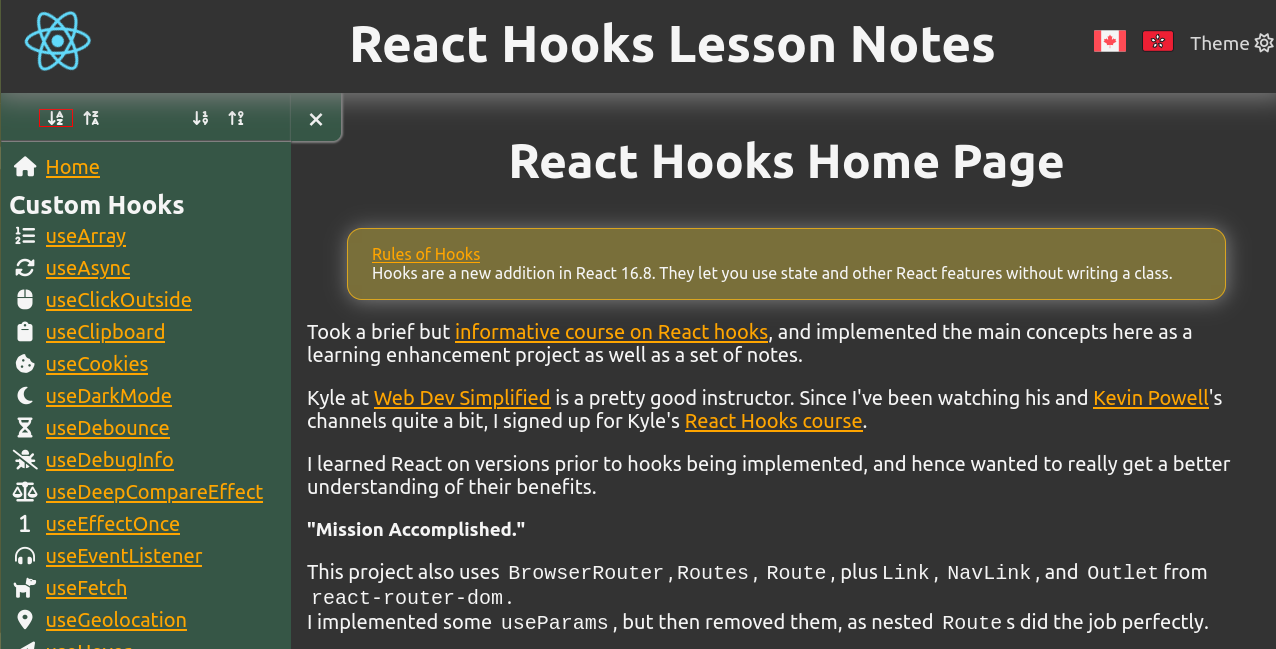 React Hooks Lesson Notes
Theme
Home
Custom Hooks
useArray
useAsync
useClickOutside
useClipboard
useCookies
useDarkMode
useDebounce
useDebugInfo
useDeepCompareEffect
useEffectOnce
useEventListener
useFetch
useGeolocation
React Hooks Home Page
Rules of Hooks
Hooks are a new addition in React 16.8. They let you use state and other React features without writing a class.
Took a brief but informative course on React hooks, and implemented the main concepts here as a
learning enhancement project as well as a set of notes.
Kyle at Web Dev Simplified is a pretty good instructor. Since I've been watching his and Kevin Powell's
channels quite a bit, I signed up for Kyle's React Hooks course.
I learned React on versions prior to hooks being implemented, and hence wanted to really get a better
understanding of their benefits.
"Mission Accomplished."
This project also uses BrowserRouter, Routes, Route, plus Link, NavLink, and Outlet from
react-router-dom.
I implemented some useParams, but then removed them, as nested Routes did the job perfectly.